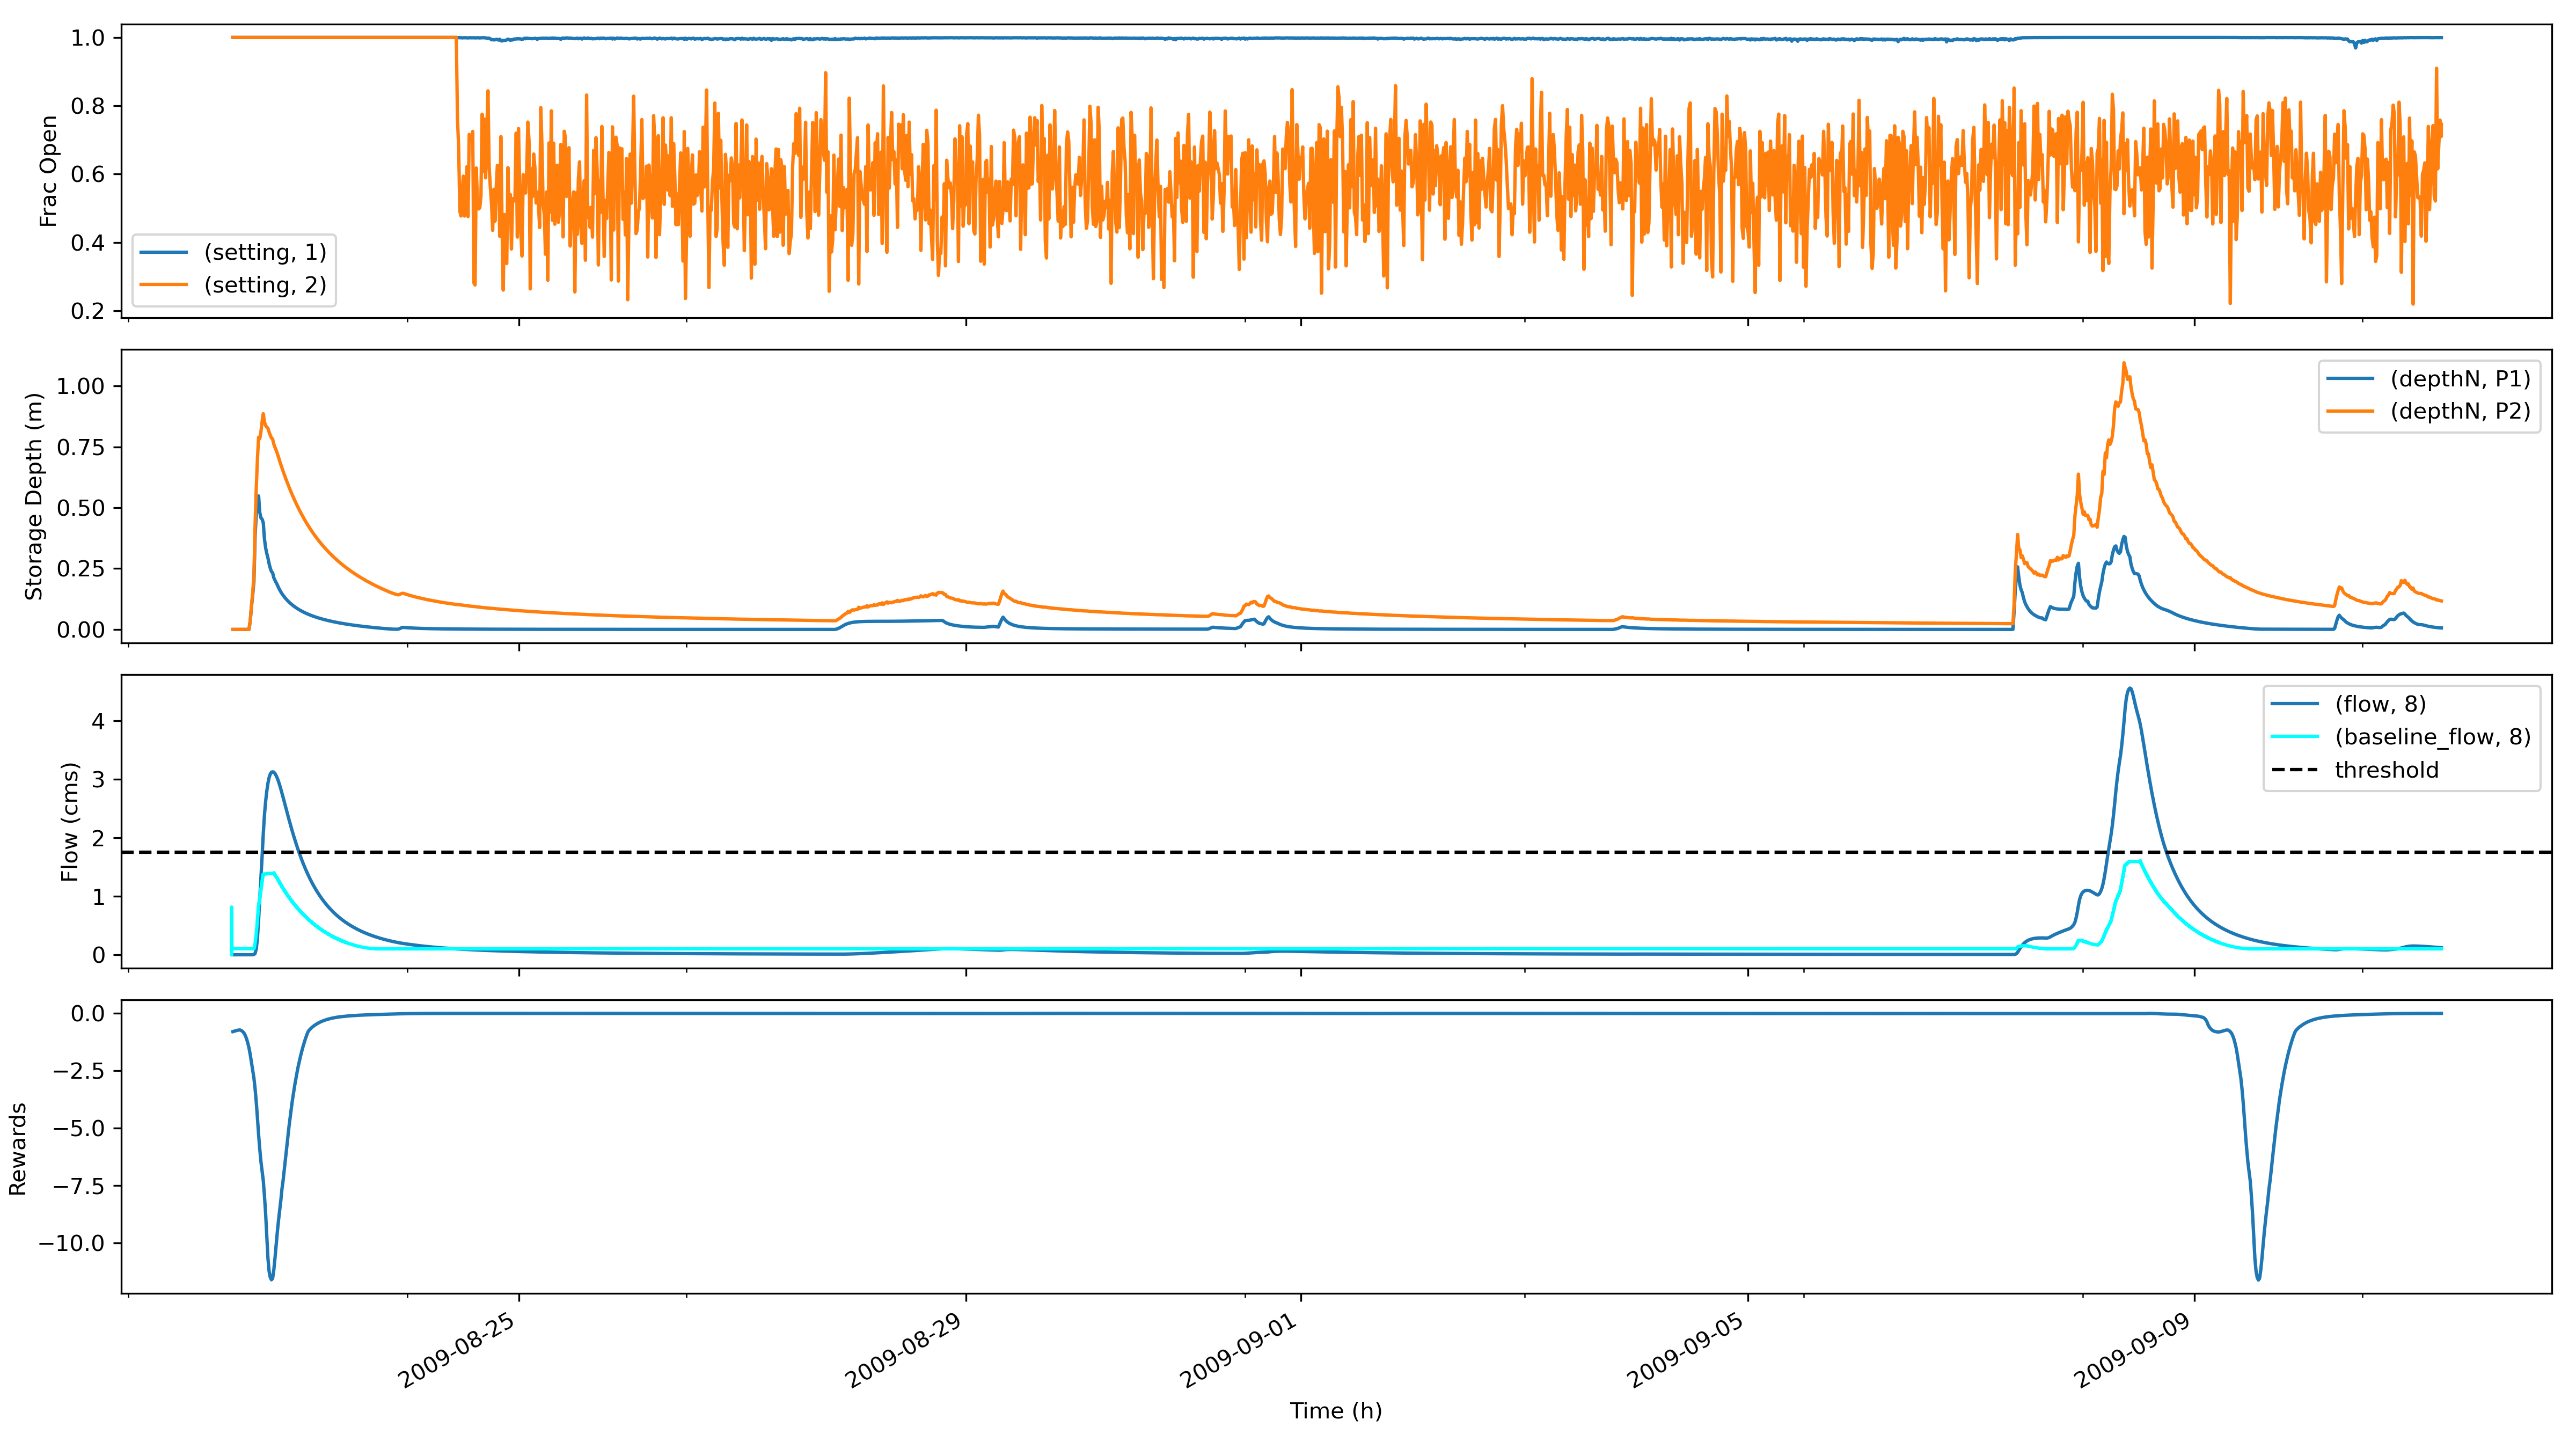 Frac Open
1.0
0.8
0.6
0.4
0.2
(setting, 1)
(setting, 2)
Storage Depth (m)
1.00
0.75
0.50
0.25
0.00
(depthN, P1)
(depthN, P2)
Flow (cms)
4
3
2
1
0
(flow, 8)
(baseline_flow, 8)
threshold
Rewards
0.0
−2.5
−5.0
−7.5
−10.0
2009-08-25
2009-08-29
2009-09-01
2009-09-05
2009-09-09
Time (h)